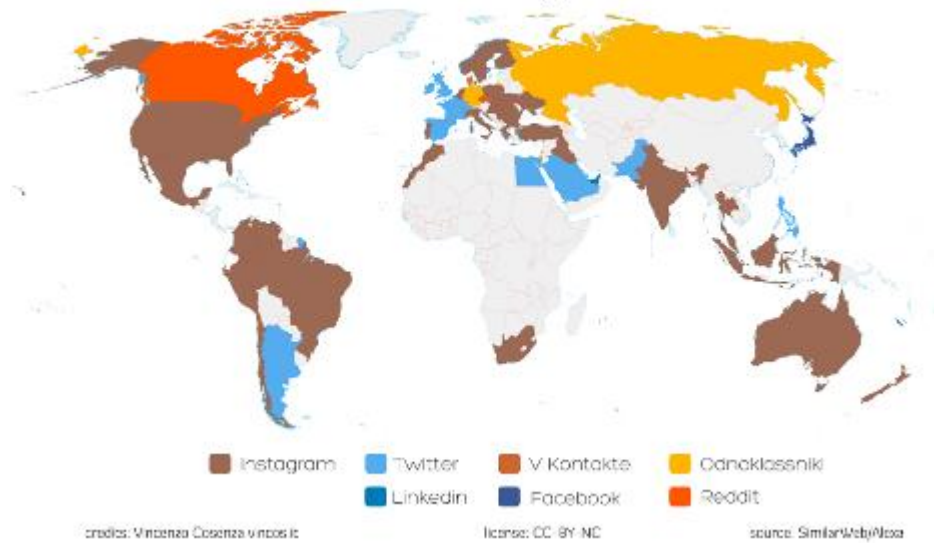 Instagram Twitter V Kontakte Odnoklassniki
Linkedin Facebook Reddit
credits: Vincenzo Cosenza vincos.it license: CC-BY-NC source: SimilarWeb/Alexa